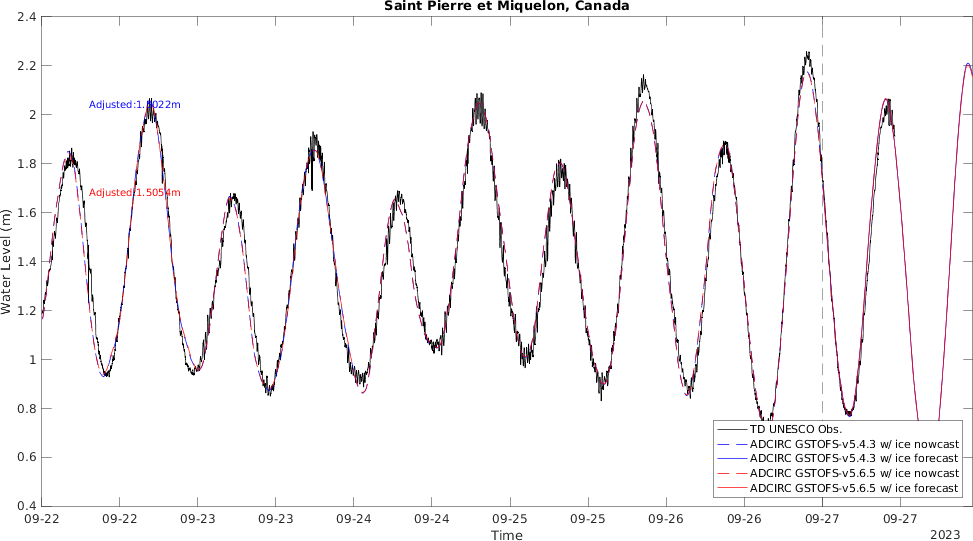 Saint Pierre et Miquelon, Canada
2.4
2.2
2
1.8
1.6
1.4
1.2
1
0.8
0.6
0.4
Water Level (m)
Adjusted:1.5022m
Adjusted:1.5054m
TD UNESCO Obs.
ADCIRC GSTOFS-v5.4.3 w/ ice nowcast
ADCIRC GSTOFS-v5.4.3 w/ ice forecast
ADCIRC GSTOFS-v5.6.5 w/ ice nowcast
ADCIRC GSTOFS-v5.6.5 w/ ice forecast
09-22 09-22 09-23 09-23 09-24 09-24 09-25 09-25 09-26 09-26 09-27 09-27
Time
2023